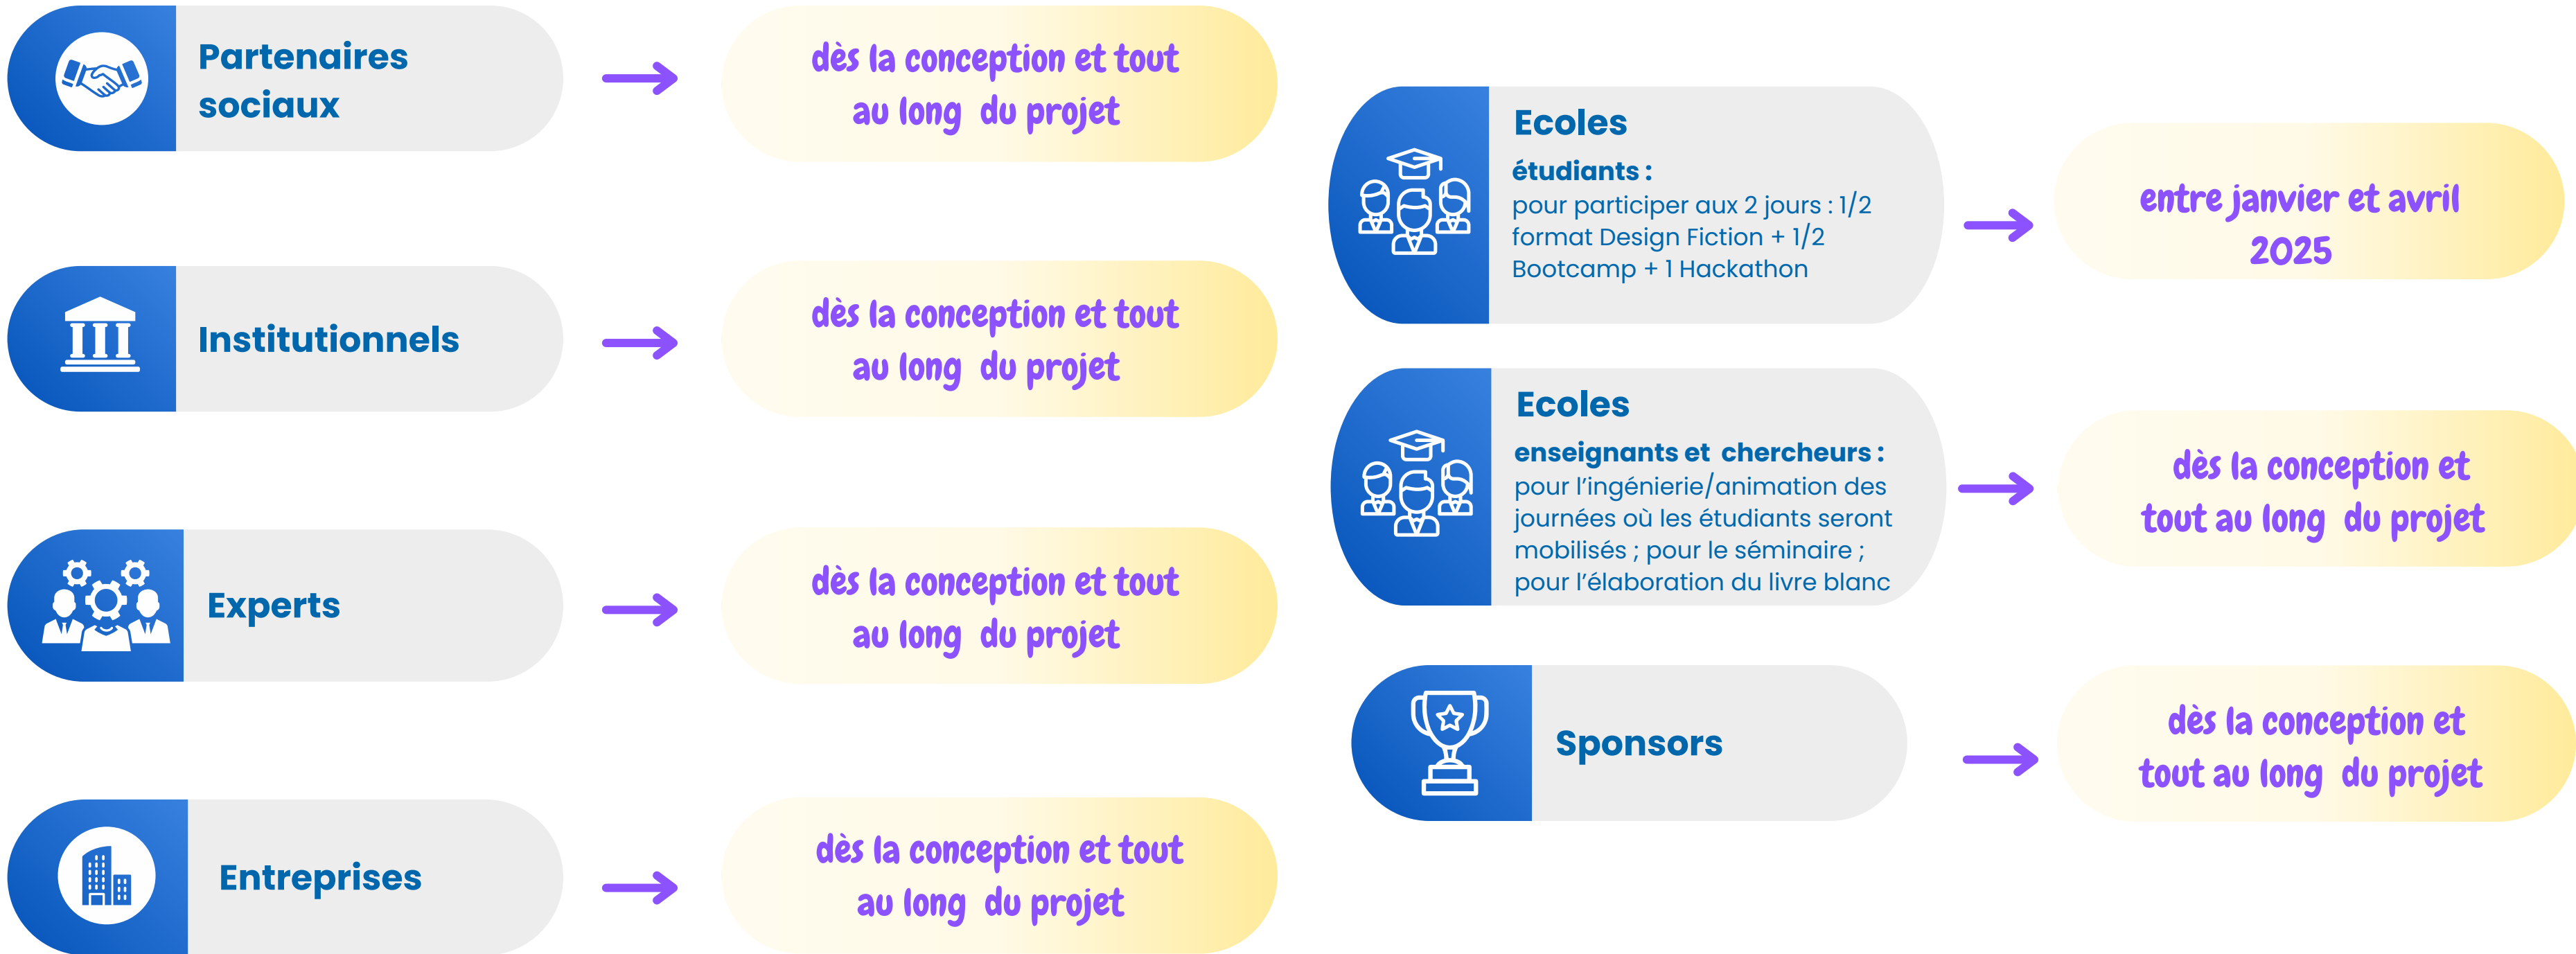 Partenaires
sociaux
dès la conception et tout
au long du projet
Institutionnels
dès la conception et tout
au long du projet
Experts
dès la conception et tout
au long du projet
Entreprises
dès la conception et tout
au long du projet
Ecoles
étudiants :
pour participer aux 2 jours : 1/2
format Design Fiction + 1/2
Bootcamp + 1 Hackathon
entre janvier et avril
2025
Ecoles
enseignants et chercheurs :
pour l’ingénierie/animation des
journées où les étudiants seront
mobilisés ; pour le séminaire ;
pour l’élaboration du livre blanc
dès la conception et
tout au long du projet
Sponsors
dès la conception et
tout au long du projet